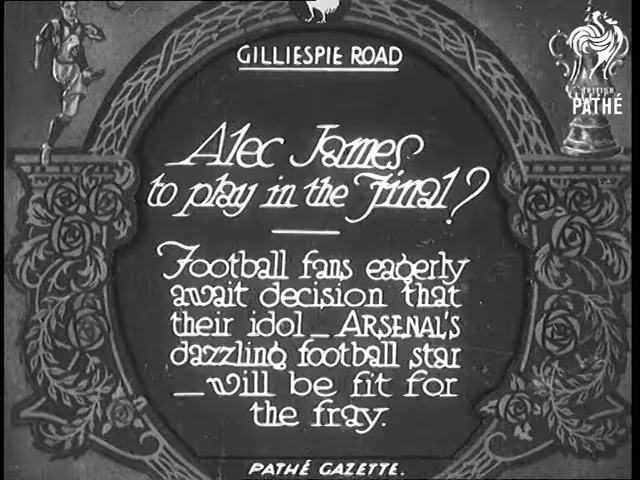 GILLIESPIE ROAD
BRITISH
PATHÉ
Alec James
to play in the Final?
Football fans eagerly
await decision that
their idol _ ARSENAL'S
dazzling football star
_ will be fit for
the fray.
PATHÉ GAZETTE.